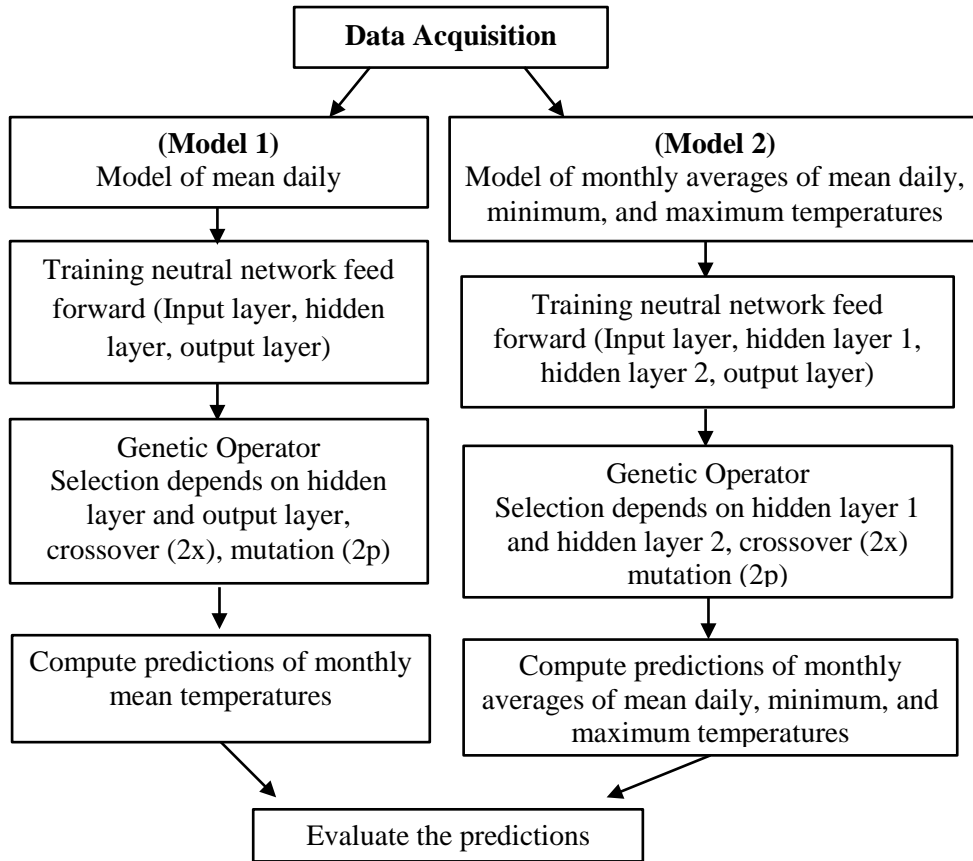 Data Acquisition
(Model 1)
Model of mean daily
(Model 2)
Model of monthly averages of mean daily,
minimum, and maximum temperatures
Training neutral network feed
forward (Input layer, hidden
layer, output layer)
Training neutral network feed
forward (Input layer, hidden layer 1,
hidden layer 2, output layer)
Genetic Operator
Selection depends on hidden
layer and output layer,
crossover (2x), mutation (2p)
Genetic Operator
Selection depends on hidden layer 1
and hidden layer 2, crossover (2x)
mutation (2p)
Compute predictions of monthly
mean temperatures
Compute predictions of monthly
averages of mean daily, minimum, and
maximum temperatures
Evaluate the predictions